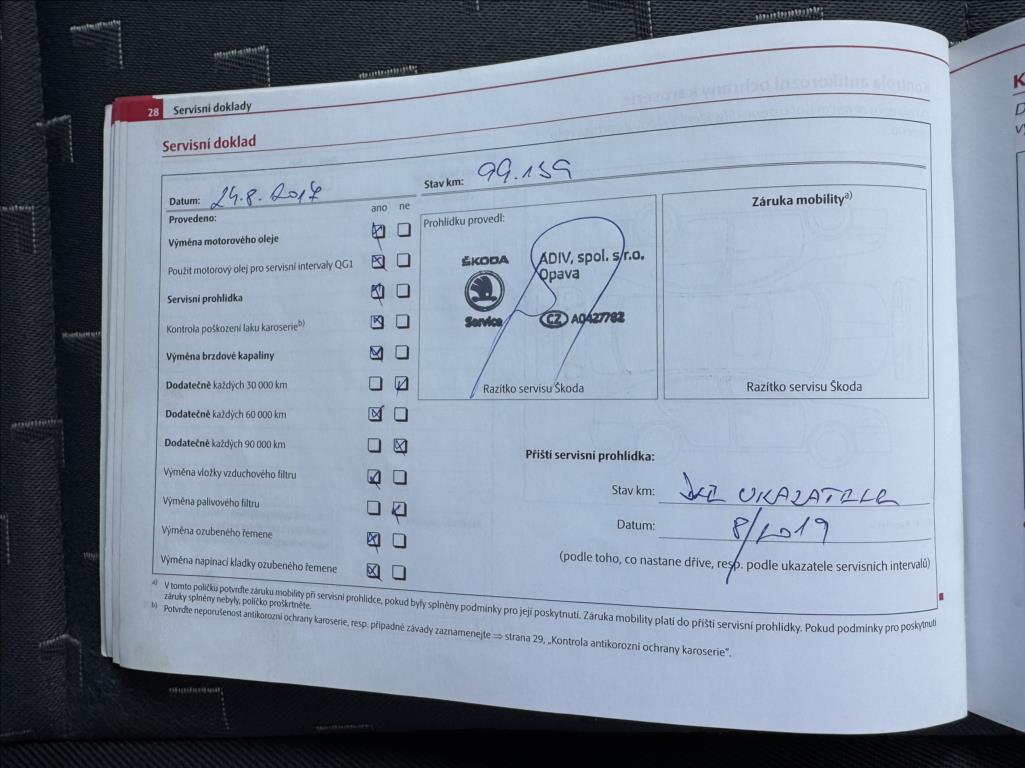 28 Servisní doklady
Servisní doklad
Datum: 24.8.2017
Stav km: 99.159
Provedeno: ano ne
Výměna motorového oleje
Použit motorový olej pro servisní intervaly QG1
Servisní prohlídka
Kontrola poškození laku karoserie b)
Výměna brzdové kapaliny
Dodatečně každých 30 000 km
Dodatečně každých 60 000 km
Dodatečně každých 90 000 km
Výměna vložky vzduchového filtru
Výměna palivového filtru
Výměna ozubeného řemene
Výměna napínací kladky ozubeného řemene
Prohlídku provedl:
ŠKODA
Service
ADIV, spol. s r.o.
Opava
CZ A0427782
Razítko servisu Škoda
Záruka mobility a)
Razítko servisu Škoda
Příští servisní prohlídka:
Stav km: DLE UKAZATELE
Datum: 8/2019
(podle toho, co nastane dříve, resp. podle ukazatele servisních intervalů)
a) V tomto políčku potvrďte záruku mobility při servisní prohlídce, pokud byly splněny podmínky pro její poskytnutí. Záruka mobility platí do příští servisní prohlídky. Pokud podmínky pro poskytnutí
záruky splněny nebyly, políčko proškrtněte.
b) Potvrďte neporušenost antikorozní ochrany karoserie, resp. případné závady zaznamenejte ⇒ strana 29, „Kontrola antikorozní ochrany karoserie".